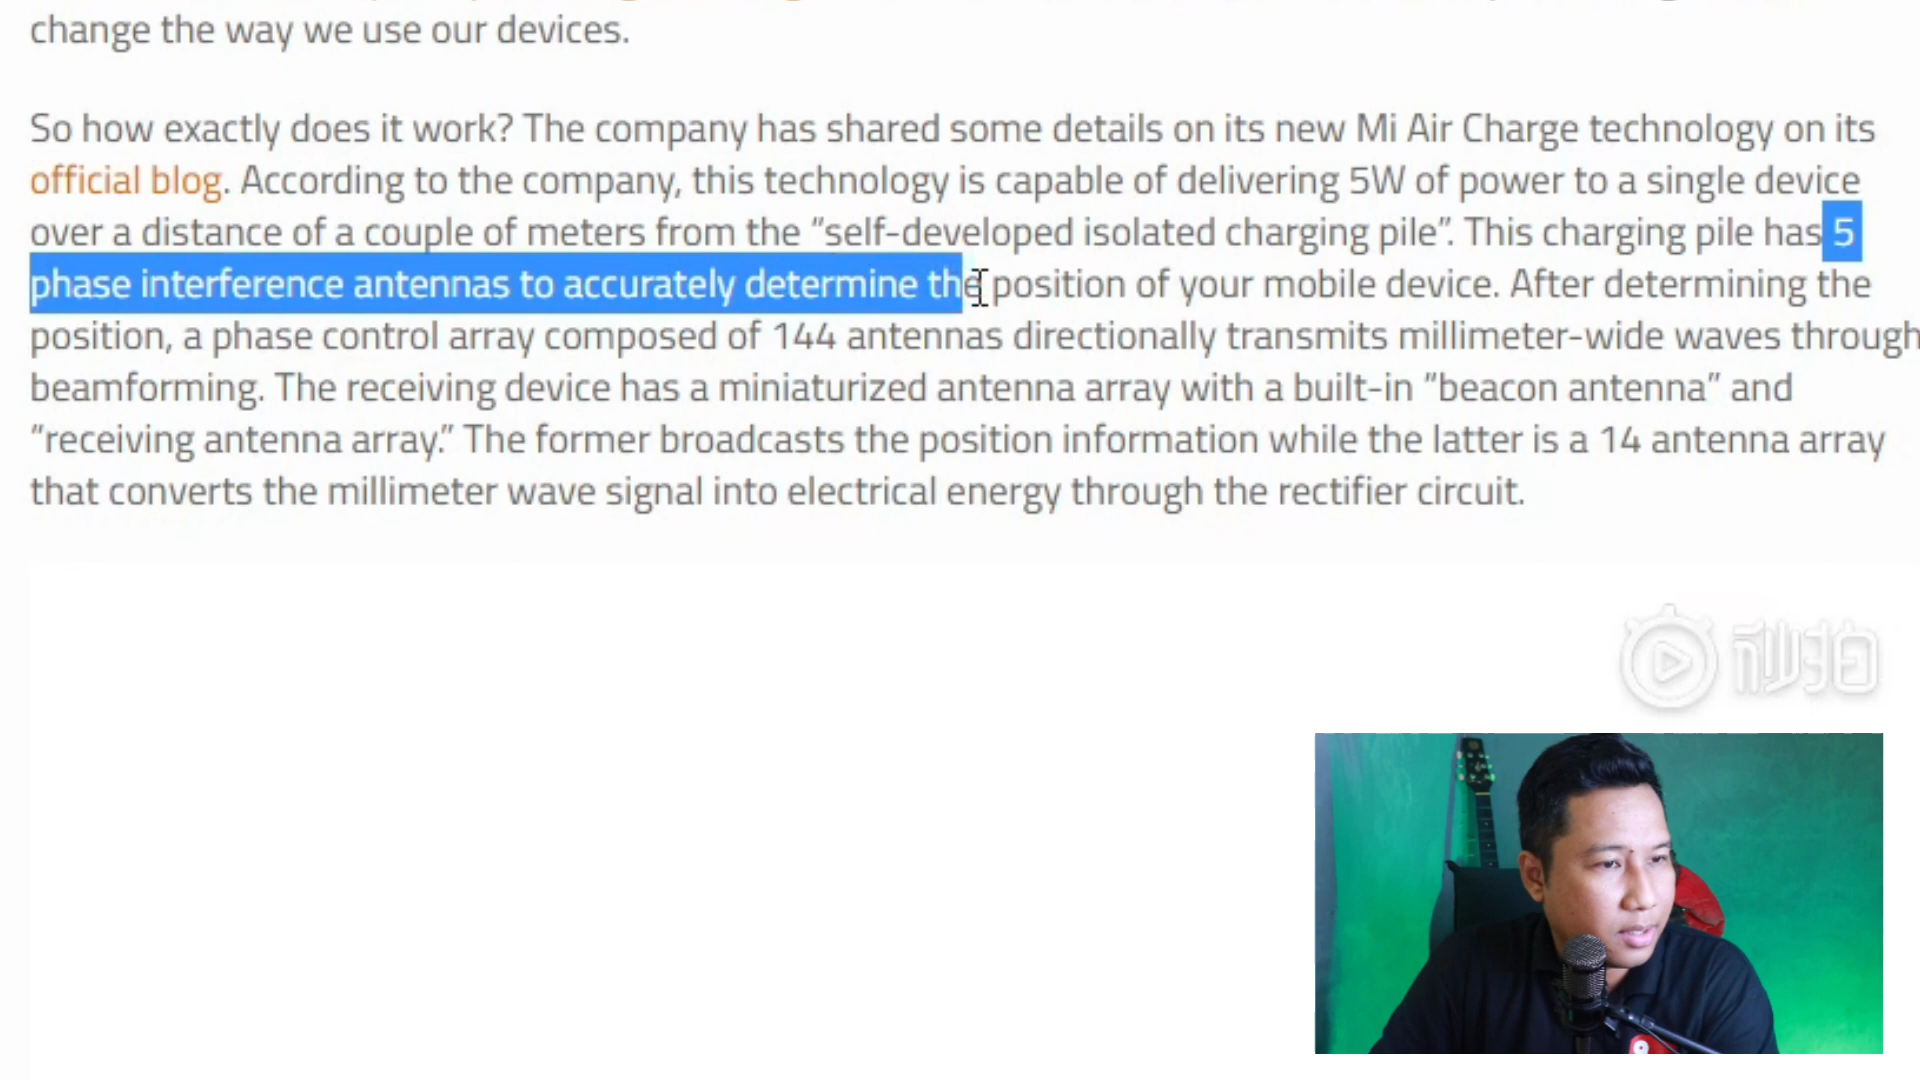 change the way we use our devices.
So how exactly does it work? The company has shared some details on its new Mi Air Charge technology on its
official blog. According to the company, this technology is capable of delivering 5W of power to a single device
over a distance of a couple of meters from the “self-developed isolated charging pile”. This charging pile has 5
phase interference antennas to accurately determine the position of your mobile device. After determining the
position, a phase control array composed of 144 antennas directionally transmits millimeter-wide waves through
beamforming. The receiving device has a miniaturized antenna array with a built-in “beacon antenna” and
“receiving antenna array.” The former broadcasts the position information while the latter is a 14 antenna array
that converts the millimeter wave signal into electrical energy through the rectifier circuit.
秒拍